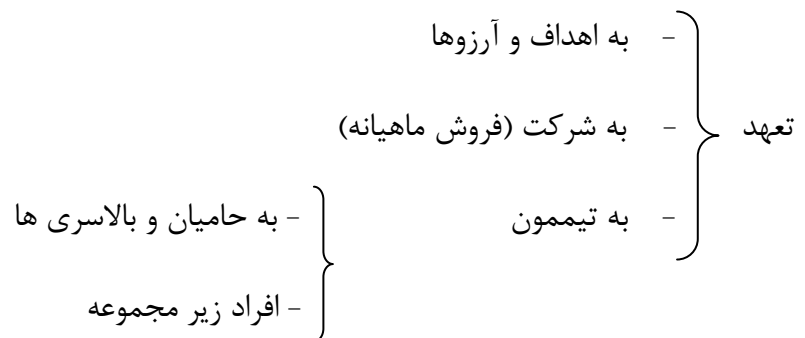 - به اهداف و آرزوها
تعهد - به شرکت (فروش ماهیانه)
- به تیممون - به حامیان و بالاسری ها
- افراد زیر مجموعه